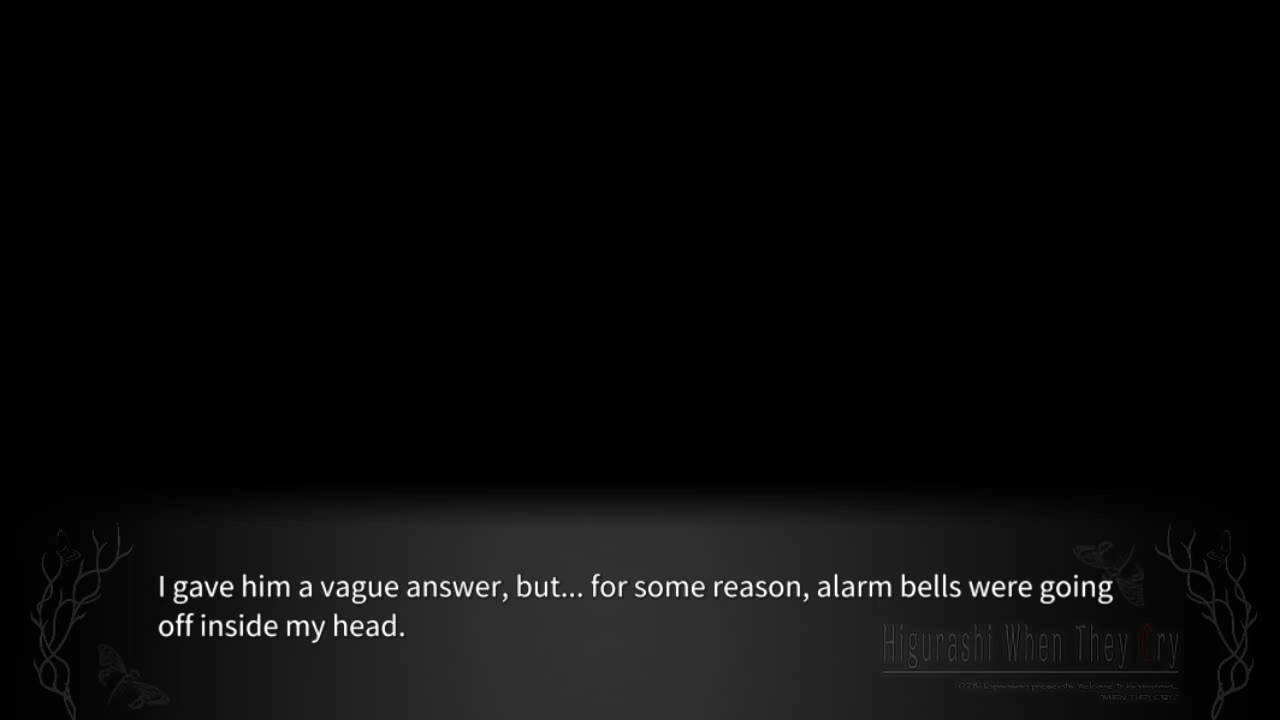 I gave him a vague answer, but... for some reason, alarm bells were going
off inside my head.
Higurashi When They Cry